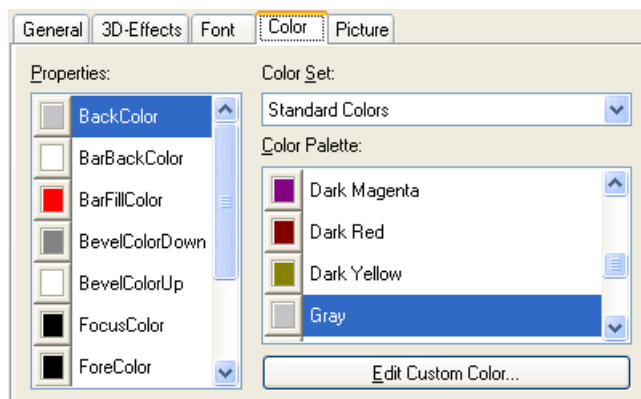 General 3D-Effects Font Color Picture
Properties:
BackColor
BarBackColor
BarFillColor
BevelColorDown
BevelColorUp
FocusColor
ForeColor
Color Set:
Standard Colors
Color Palette:
Dark Magenta
Dark Red
Dark Yellow
Gray
Edit Custom Color...